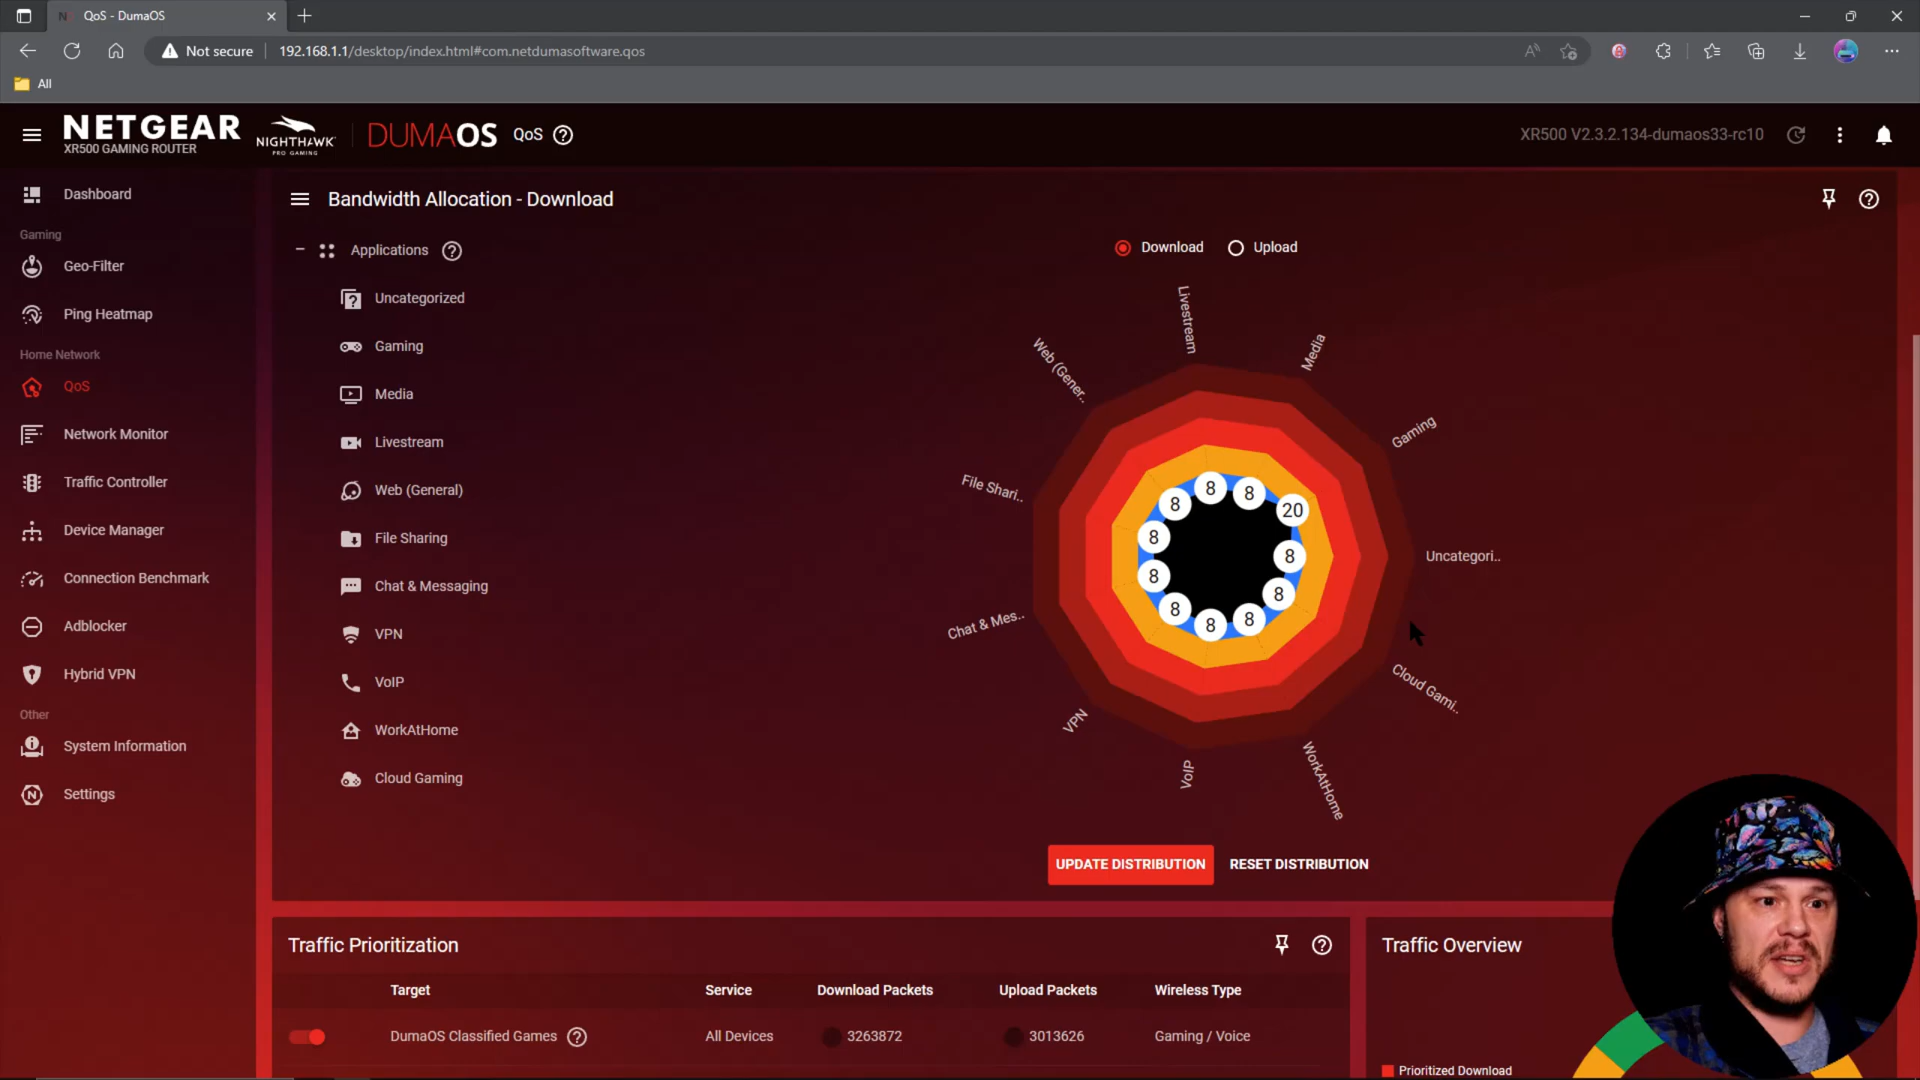 QoS - DumaOS
Not secure
192.168.1.1/desktop/index.html#com.netdumasoftware.qos
All
NETGEAR
XR500 GAMING ROUTER
NIGHTHAWK
PRO GAMING
DUMAOS
QoS
XR500 V2.3.2.134-dumaos33-rc10
Dashboard
Gaming
Geo-Filter
Ping Heatmap
Home Network
QoS
Network Monitor
Traffic Controller
Device Manager
Connection Benchmark
Adblocker
Hybrid VPN
Other
System Information
Settings
Bandwidth Allocation - Download
Applications
Uncategorized
Gaming
Media
Livestream
Web (General)
File Sharing
Chat & Messaging
VPN
VoIP
WorkAtHome
Cloud Gaming
Download
Upload
Livestream
Media
Web (Gener..
Gaming
File Shari..
Uncategori..
Chat & Mes..
Cloud Gami..
VPN
VoIP
WorkAtHome
8
8
8
20
8
8
8
8
8
8
8
UPDATE DISTRIBUTION
RESET DISTRIBUTION
Traffic Prioritization
Target
Service
Download Packets
Upload Packets
Wireless Type
DumaOS Classified Games
All Devices
3263872
3013626
Gaming / Voice
Traffic Overview
Prioritized Download